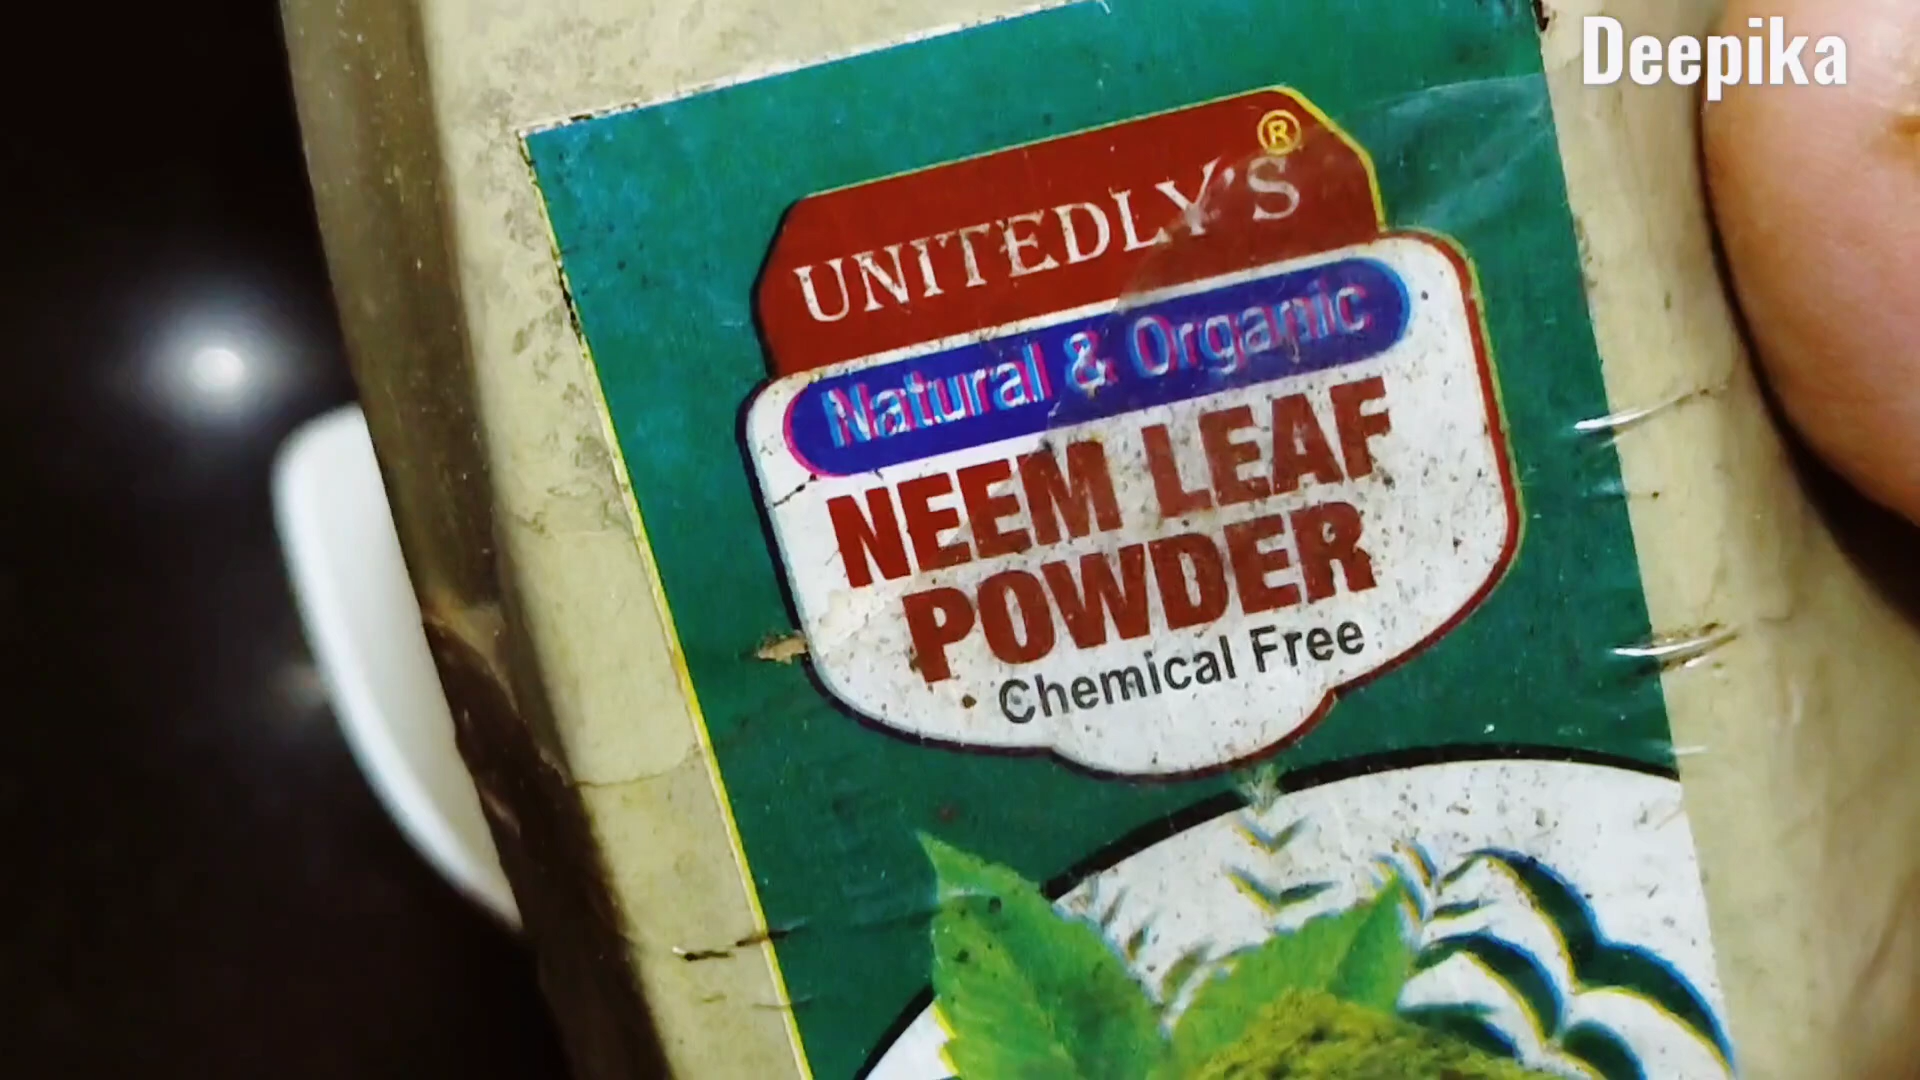 Deepika
®
UNITEDLY'S
Natural & Organic
NEEM LEAF
POWDER
Chemical Free